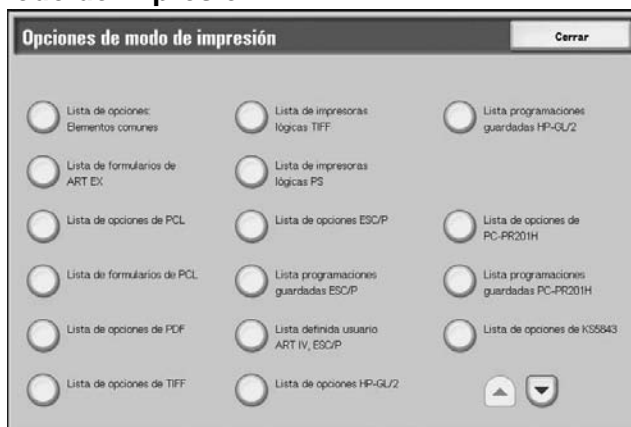 Opciones de modo de impresión
Cerrar
Lista de opciones:
Elementos comunes
Lista de formularios de
ART EX
Lista de opciones de PCL
Lista de formularios de PCL
Lista de opciones de PDF
Lista de opciones de TIFF
Lista de impresoras
lógicas TIFF
Lista de impresoras
lógicas PS
Lista de opciones ESC/P
Lista programaciones
guardadas ESC/P
Lista definida usuario
ART IV, ESC/P
Lista de opciones HP-GL/2
Lista programaciones
guardadas HP-GL/2
Lista de opciones de
PC-PR201H
Lista programaciones
guardadas PC-PR201H
Lista de opciones de KS5843